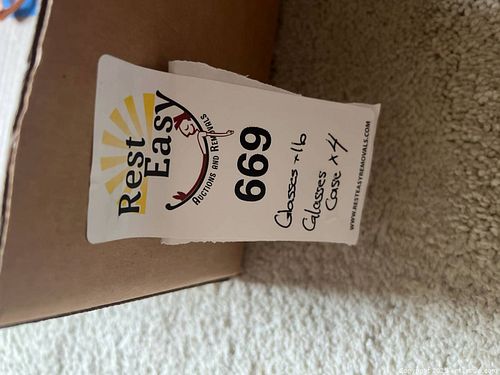 Rest
Easy
AUCTIONS AND REMOVALS
669
Glasses x 16
Glasses
Case x 4
WWW.RESTEASYREMOVALS.COM